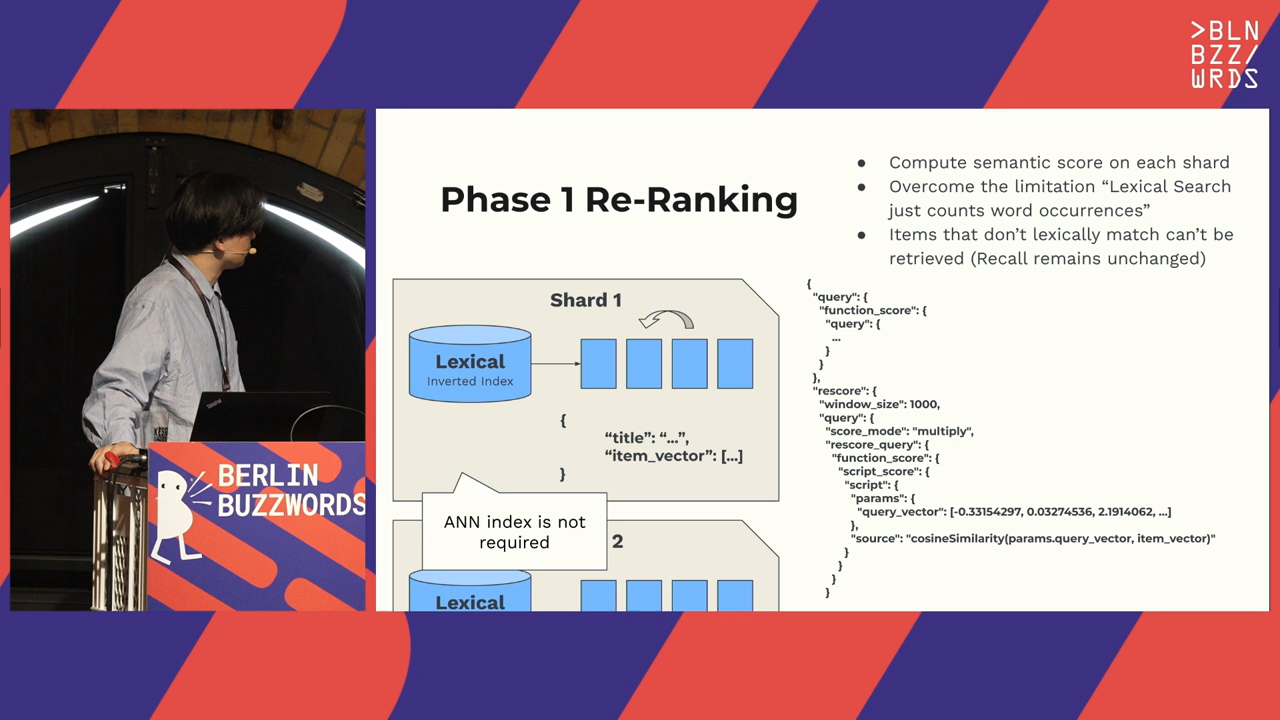 >BLN
BZZ/
WRDS
Phase 1 Re-Ranking
● Compute semantic score on each shard
● Overcome the limitation “Lexical Search
just counts word occurrences”
● Items that don’t lexically match can’t be
retrieved (Recall remains unchanged)
Shard 1
Lexical
Inverted Index
{
“title”: “...”,
“item_vector”: [...]
}
ANN index is not
required
2
Lexical
{
"query": {
"function_score": {
"query": {
...
}
}
},
"rescore": {
"window_size": 1000,
"query": {
"score_mode": "multiply",
"rescore_query": {
"function_score": {
"script_score": {
"script": {
"params": {
"query_vector": [-0.33154297, 0.03274536, 2.1914062, ...]
},
"source": "cosineSimilarity(params.query_vector, item_vector)"
}
}
}
}
ThinkPad
BERLIN
BUZZWORDS